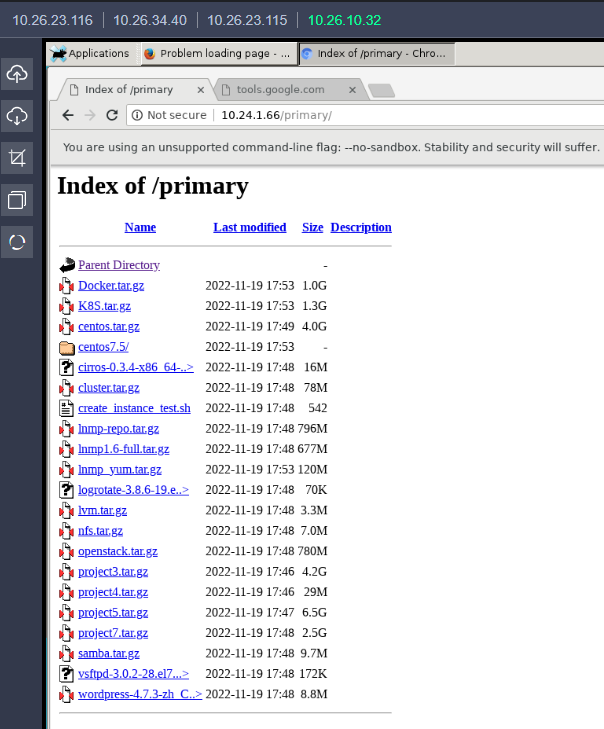 10.26.23.116 10.26.34.40 10.26.23.115 10.26.10.32
Applications Problem loading page - ... Index of /primary - Chro...
Index of /primary tools.google.com
Not secure 10.24.1.66/primary/
You are using an unsupported command-line flag: --no-sandbox. Stability and security will suffer.
Index of /primary
Name Last modified Size Description
Parent Directory -
Docker.tar.gz 2022-11-19 17:53 1.0G
K8S.tar.gz 2022-11-19 17:53 1.3G
centos.tar.gz 2022-11-19 17:49 4.0G
centos7.5/ 2022-11-19 17:53 -
cirros-0.3.4-x86_64-..> 2022-11-19 17:48 16M
cluster.tar.gz 2022-11-19 17:48 78M
create_instance_test.sh 2022-11-19 17:48 542
lnmp-repo.tar.gz 2022-11-19 17:48 796M
lnmp1.6-full.tar.gz 2022-11-19 17:48 677M
lnmp_yum.tar.gz 2022-11-19 17:53 120M
logrotate-3.8.6-19.e..> 2022-11-19 17:48 70K
lvm.tar.gz 2022-11-19 17:48 3.3M
nfs.tar.gz 2022-11-19 17:48 7.0M
openstack.tar.gz 2022-11-19 17:48 780M
project3.tar.gz 2022-11-19 17:46 4.2G
project4.tar.gz 2022-11-19 17:46 29M
project5.tar.gz 2022-11-19 17:47 6.5G
project7.tar.gz 2022-11-19 17:48 2.5G
samba.tar.gz 2022-11-19 17:48 9.7M
vsftpd-3.0.2-28.el7...> 2022-11-19 17:48 172K
wordpress-4.7.3-zh_C..> 2022-11-19 17:48 8.8M